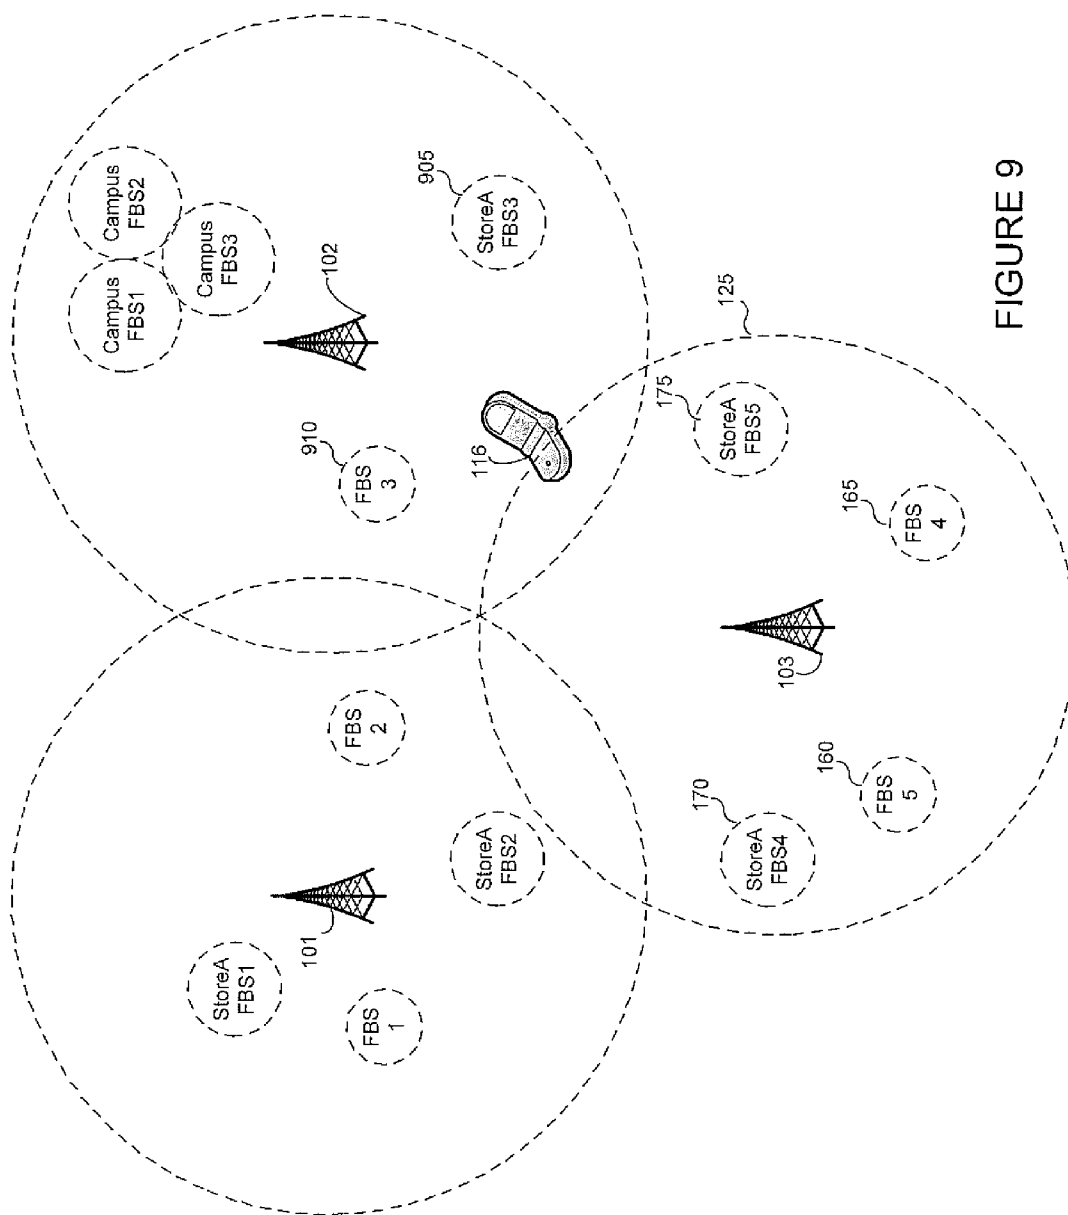 Campus
FBS1
Campus
FBS2
Campus
FBS3
102
StoreA
FBS3
905
FBS
3
910
116
StoreA
FBS1
101
FBS
1
FBS
2
StoreA
FBS2
125
StoreA
FBS5
175
FBS
4
165
103
StoreA
FBS4
170
FBS
5
160
FIGURE 9